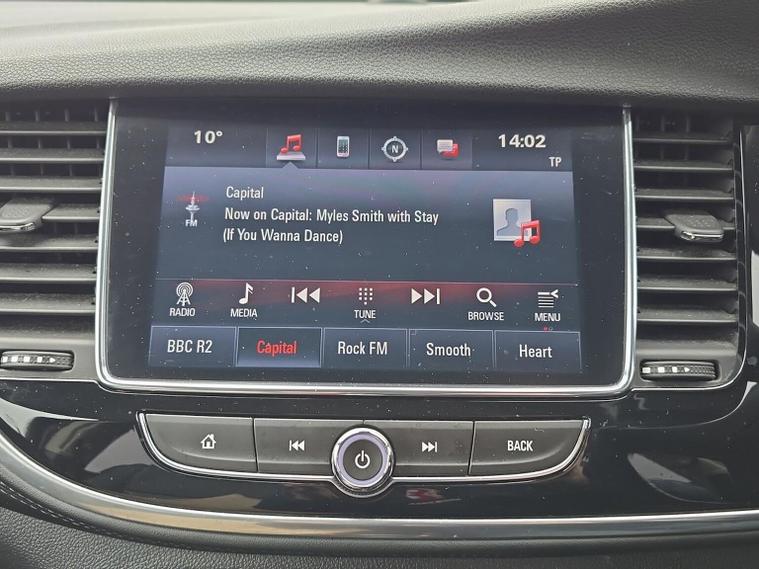 10°
14:02
N
TP
FM
Capital
Now on Capital: Myles Smith with Stay
(If You Wanna Dance)
RADIO
MEDIA
TUNE
BROWSE
MENU
BBC R2
Capital
Rock FM
Smooth
Heart
BACK